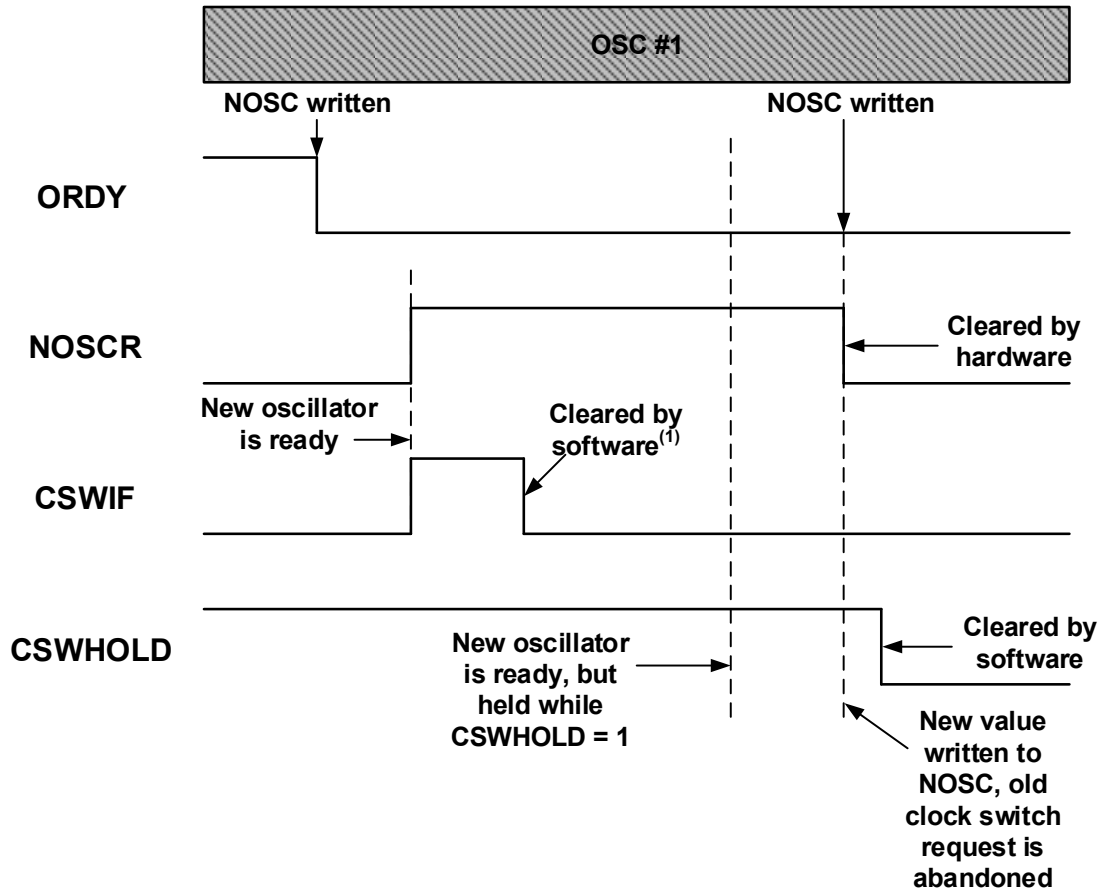 OSC #1
NOSC written
NOSC written
ORDY
NOSCR
Cleared by
hardware
New oscillator
is ready
Cleared by
software(1)
CSWIF
CSWHOLD
New oscillator
is ready, but
held while
CSWHOLD = 1
Cleared by
software
New value
written to
NOSC, old
clock switch
request is
abandoned